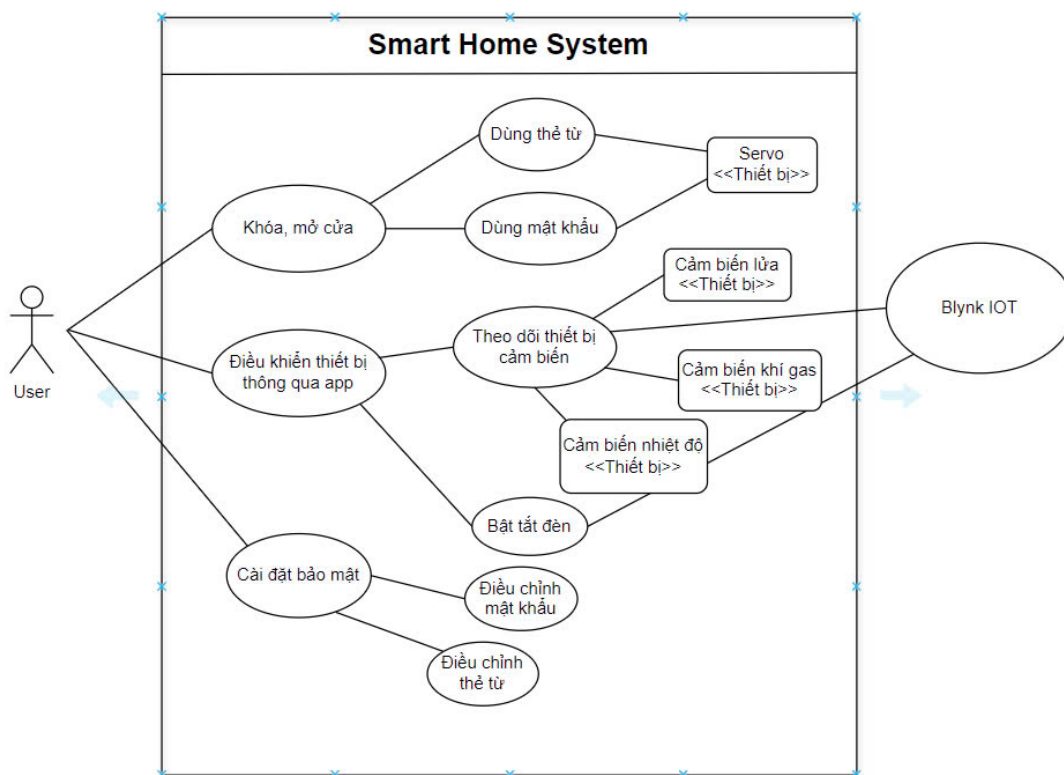 Smart Home System
Dùng thẻ từ
Servo
<<Thiết bị>>
Khóa, mở cửa
Dùng mật khẩu
Cảm biến lửa
<<Thiết bị>>
Blynk IOT
Theo dõi thiết bị
cảm biến
Điều khiển thiết bị
thông qua app
Cảm biến khí gas
<<Thiết bị>>
User
Cảm biến nhiệt độ
<<Thiết bị>>
Bật tắt đèn
Cài đặt bảo mật
Điều chỉnh
mật khẩu
Điều chỉnh
thẻ từ